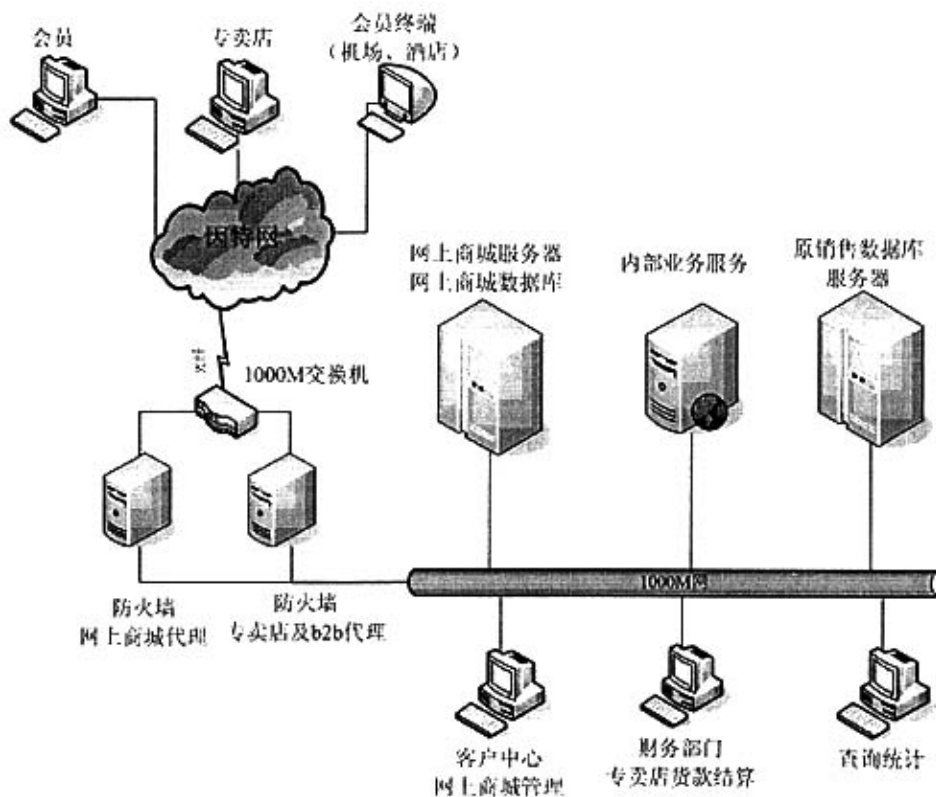 会员
专卖店
会员终端
（机场、酒店）
因特网
网上商城服务器
网上商城数据库
内部业务服务
原销售数据库
服务器
1000M交换机
防火墙
网上商城代理
防火墙
专卖店及b2b代理
1000M网
客户中心
网上商城管理
财务部门
专卖店货款结算
查询统计